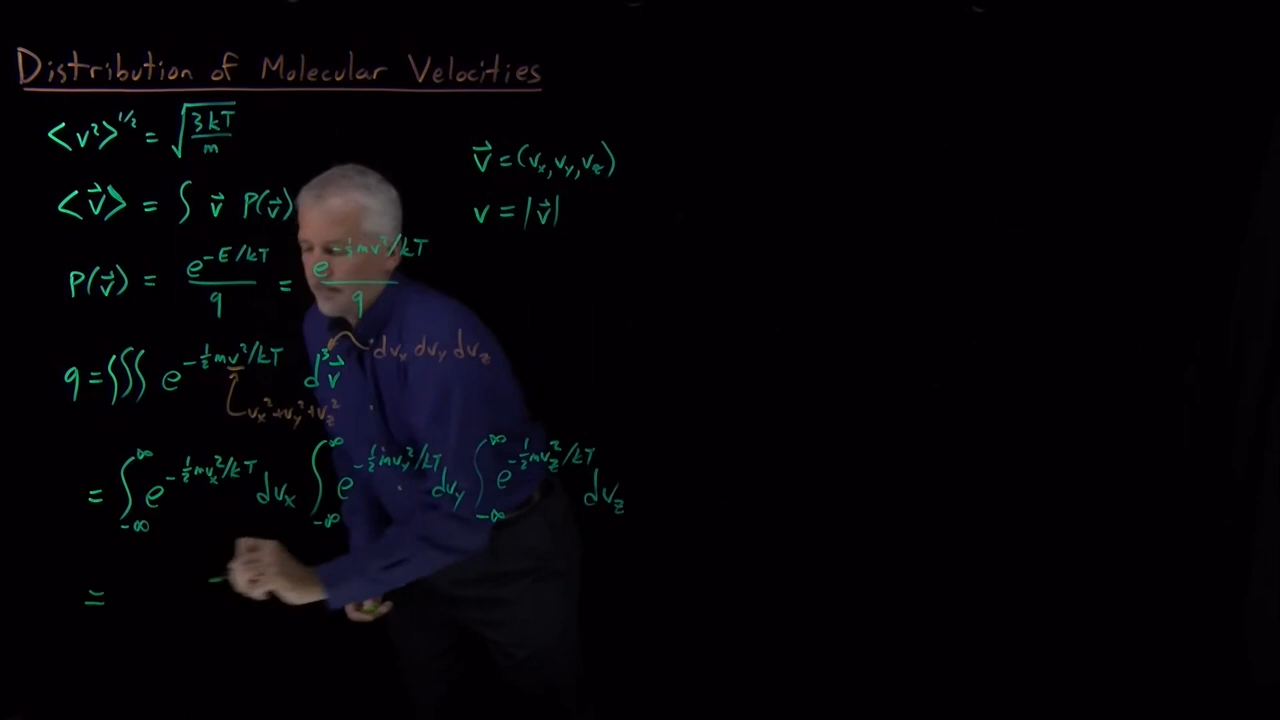 Distribution of Molecular Velocities
<v²>^1/2 = √(3kT/m)
v⃗ = (vx, vy, vz)
<v⃗> = ∫ v⃗ P(v⃗)
v = |v⃗|
P(v⃗) = e^(-E/kT)/q = e^(-½mv²/kT)/q
q = ∫∫∫ e^(-½mv²/kT) d³v⃗
dvx dvy dvz
vx² + vy² + vz²
= ∫_{-∞}^{∞} e^(-½mvx²/kT) dvx ∫_{-∞}^{∞} e^(-½mvy²/kT) dvy ∫_{-∞}^{∞} e^(-½mvz²/kT) dvz
=